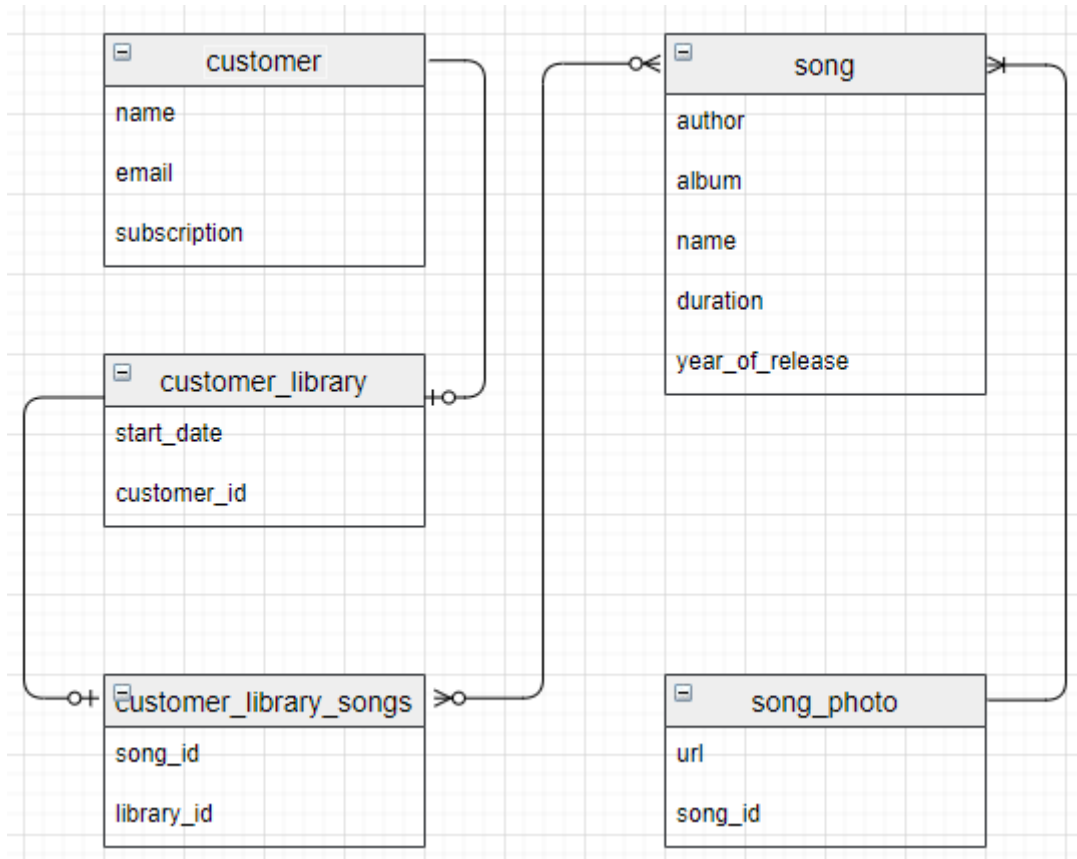 customer
name
email
subscription
customer_library
start_date
customer_id
customer_library_songs
song_id
library_id
song
author
album
name
duration
year_of_release
song_photo
url
song_id